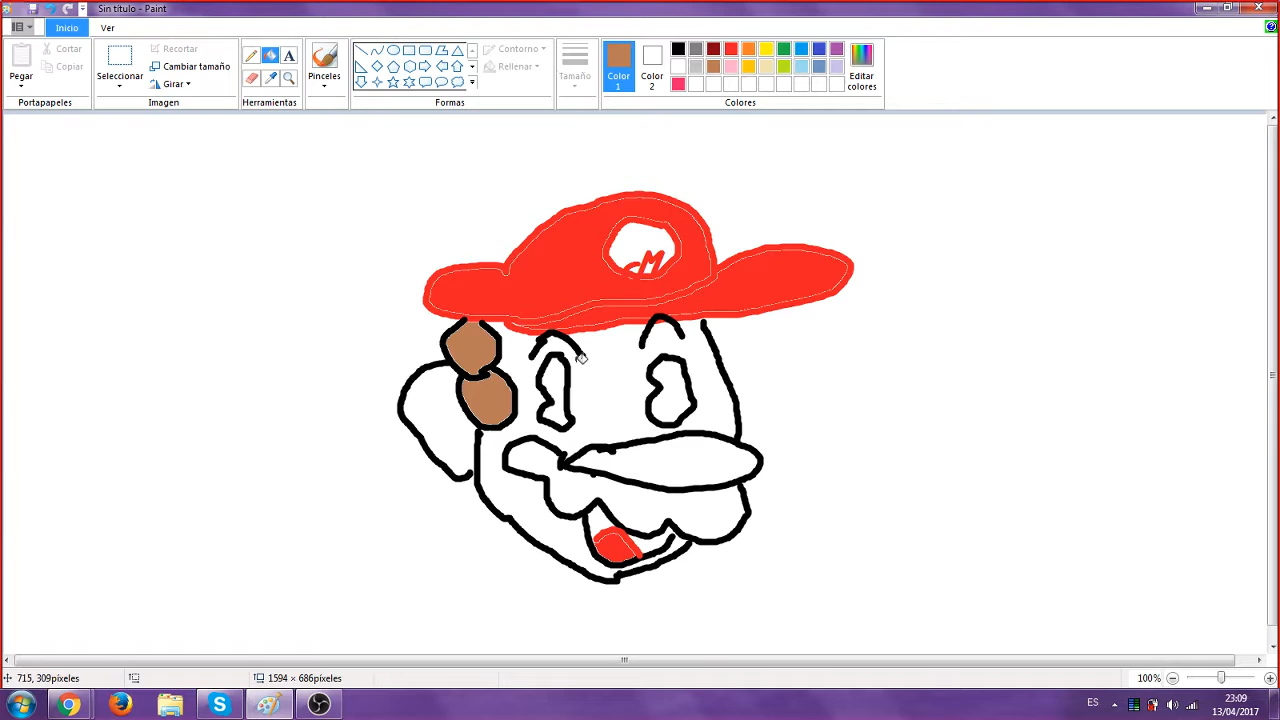 Sin título - Paint
Inicio Ver
Pegar
Cortar
Copiar
Portapapeles
Seleccionar
Recortar
Cambiar tamaño
Girar
Imagen
A
Herramientas
Pinceles
Contorno
Rellenar
Formas
Tamaño
Color 1
Color 2
Editar colores
Colores
M
715, 309píxeles
1594 × 686píxeles
100%
ES
23:09
13/04/2017